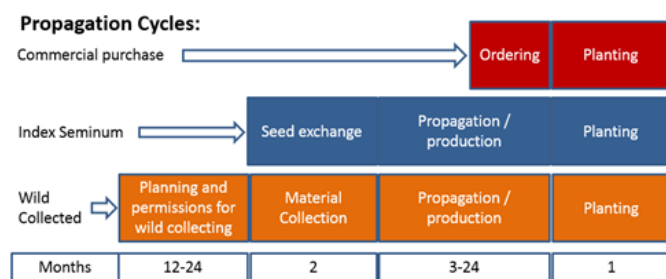 Propagation Cycles:
Commercial purchase
Ordering
Planting
Index Seminum
Seed exchange
Propagation /
production
Planting
Wild
Collected
Planning and
permissions for
wild collecting
Material
Collection
Propagation /
production
Planting
Months
12-24
2
3-24
1